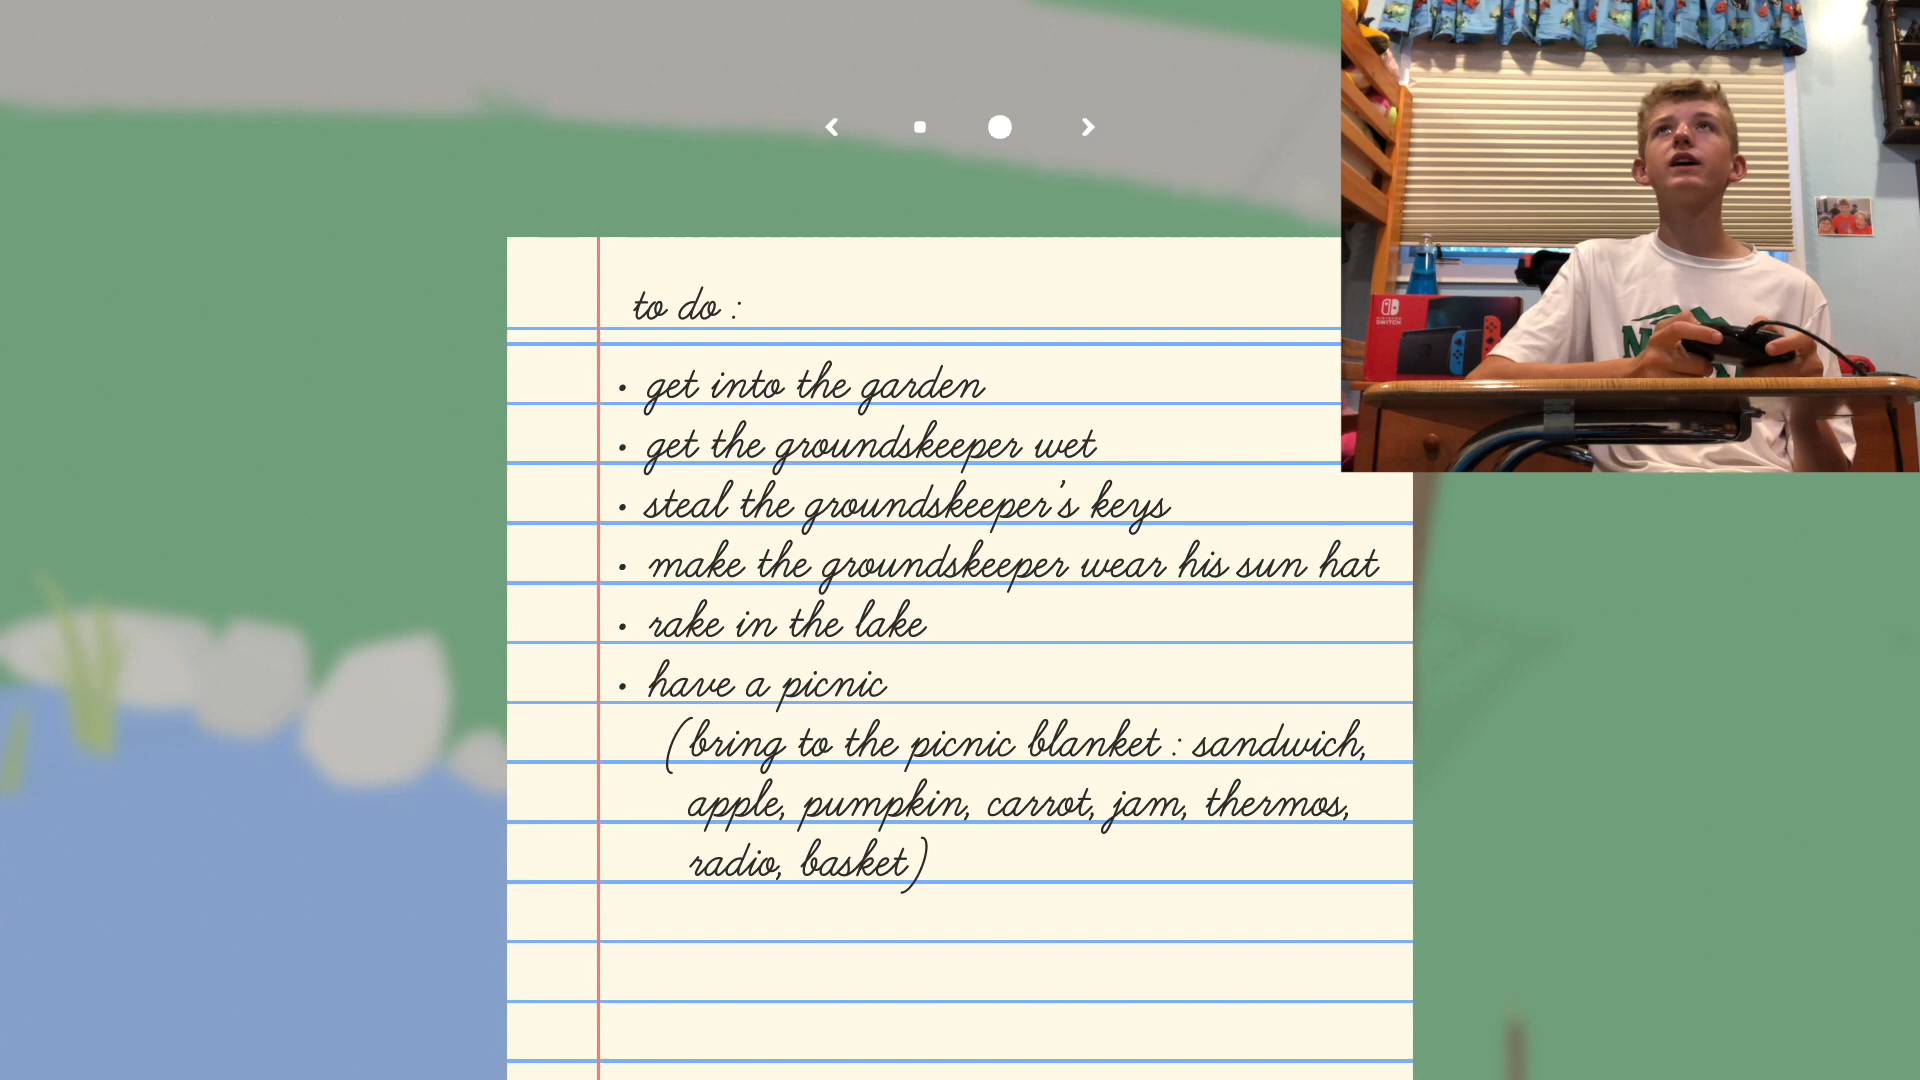 to do :
• get into the garden
• get the groundskeeper wet
• steal the groundskeeper's keys
• make the groundskeeper wear his sun hat
• rake in the lake
• have a picnic
(bring to the picnic blanket : sandwich,
apple, pumpkin, carrot, jam, thermos,
radio, basket)
NINTENDO
SWITCH
N